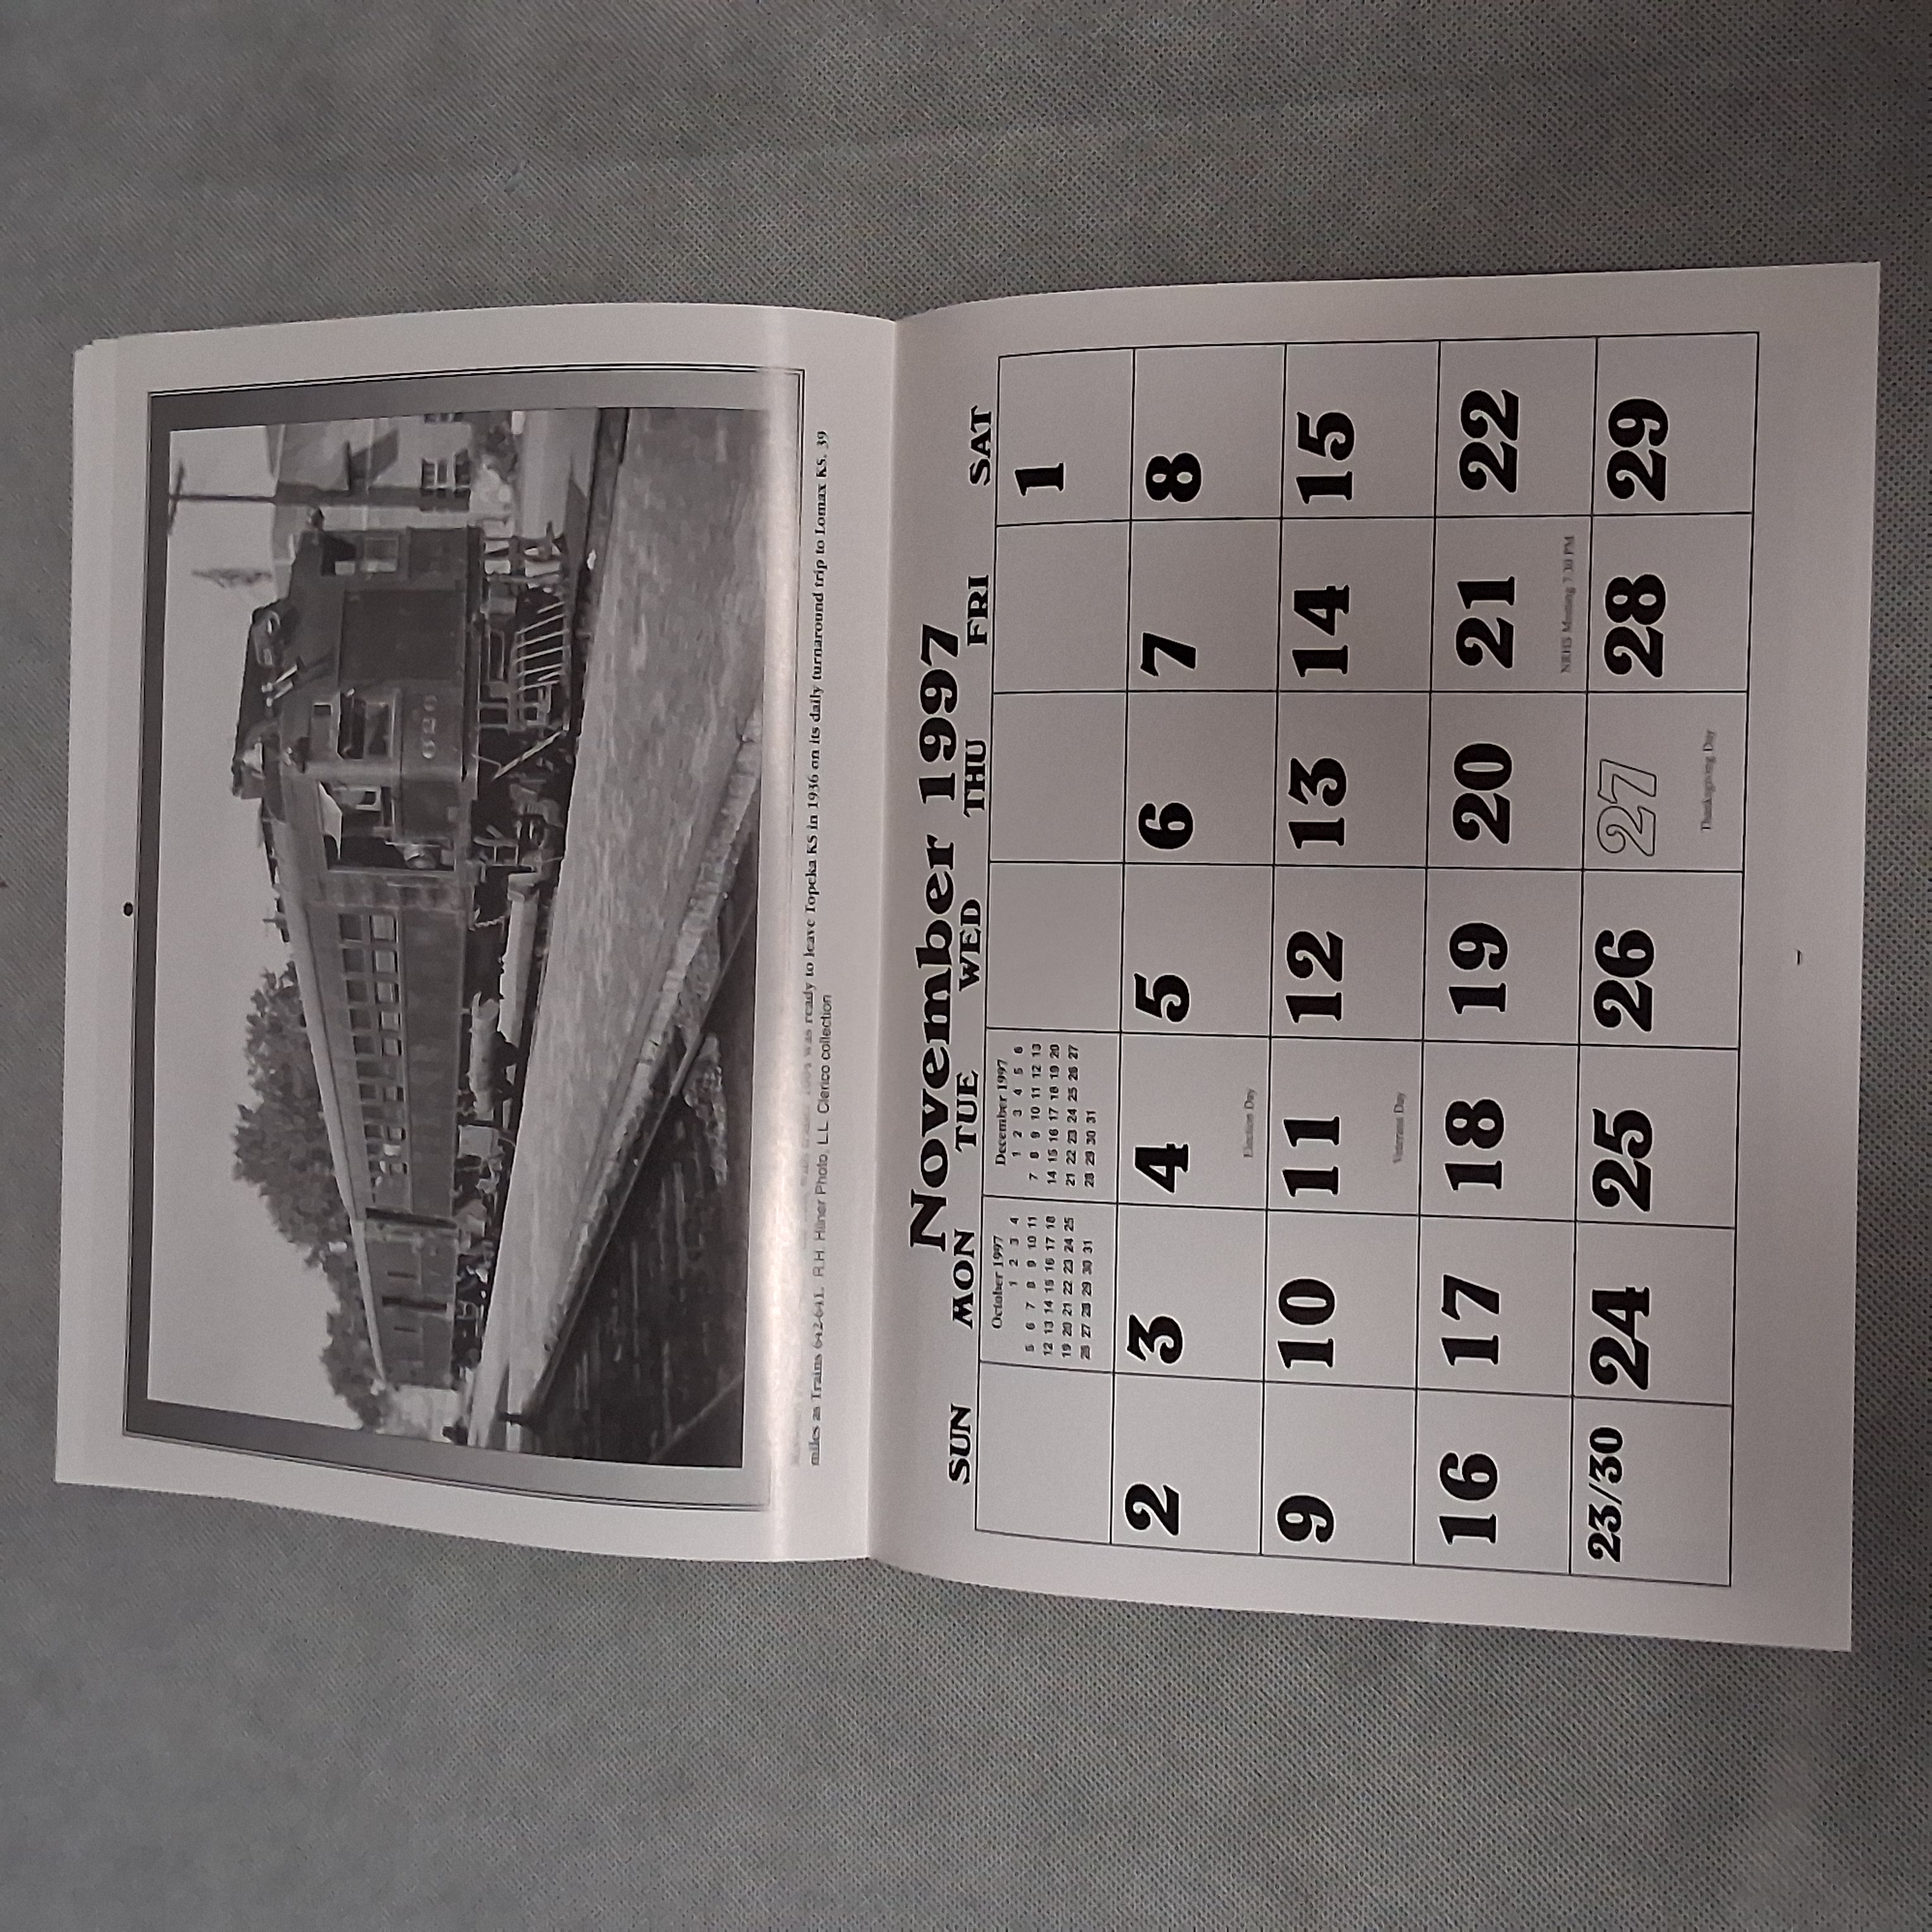 was ready to leave Topeka KS in 1936 on its daily turnaround trip to Lomax KS, 39
miles as Trains 642-641. R.H. Hilner Photo, L.L. Clerico collection
November 1997
SUN MON TUE WED THU FRI SAT
October 1997
1 2 3 4
5 6 7 8 9 10 11
12 13 14 15 16 17 18
19 20 21 22 23 24 25
26 27 28 29 30 31
December 1997
1 2 3 4 5 6
7 8 9 10 11 12 13
14 15 16 17 18 19 20
21 22 23 24 25 26 27
28 29 30 31
1
2 3 4 5 6 7 8
Election Day
9 10 11 12 13 14 15
Veterans Day
16 17 18 19 20 21 22
NRHS Meeting 7:30 PM
23/30 24 25 26 27 28 29
Thanksgiving Day